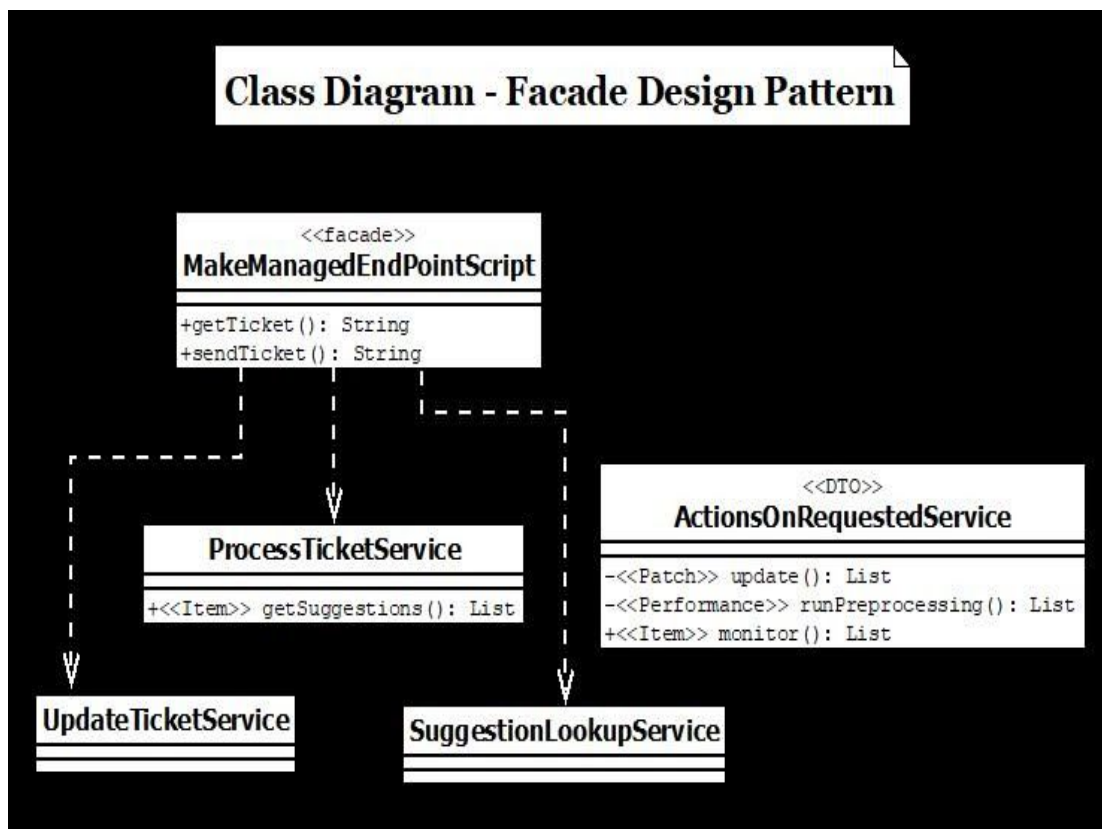 Class Diagram - Facade Design Pattern
<<facade>>
MakeManagedEndPointScript
+getTicket(): String
+sendTicket(): String
<<DTO>>
ActionsOnRequestedService
-<<Patch>> update(): List
-<<Performance>> runPreprocessing(): List
+<<Item>> monitor(): List
ProcessTicketService
+<<Item>> getSuggestions(): List
UpdateTicketService
SuggestionLookupService